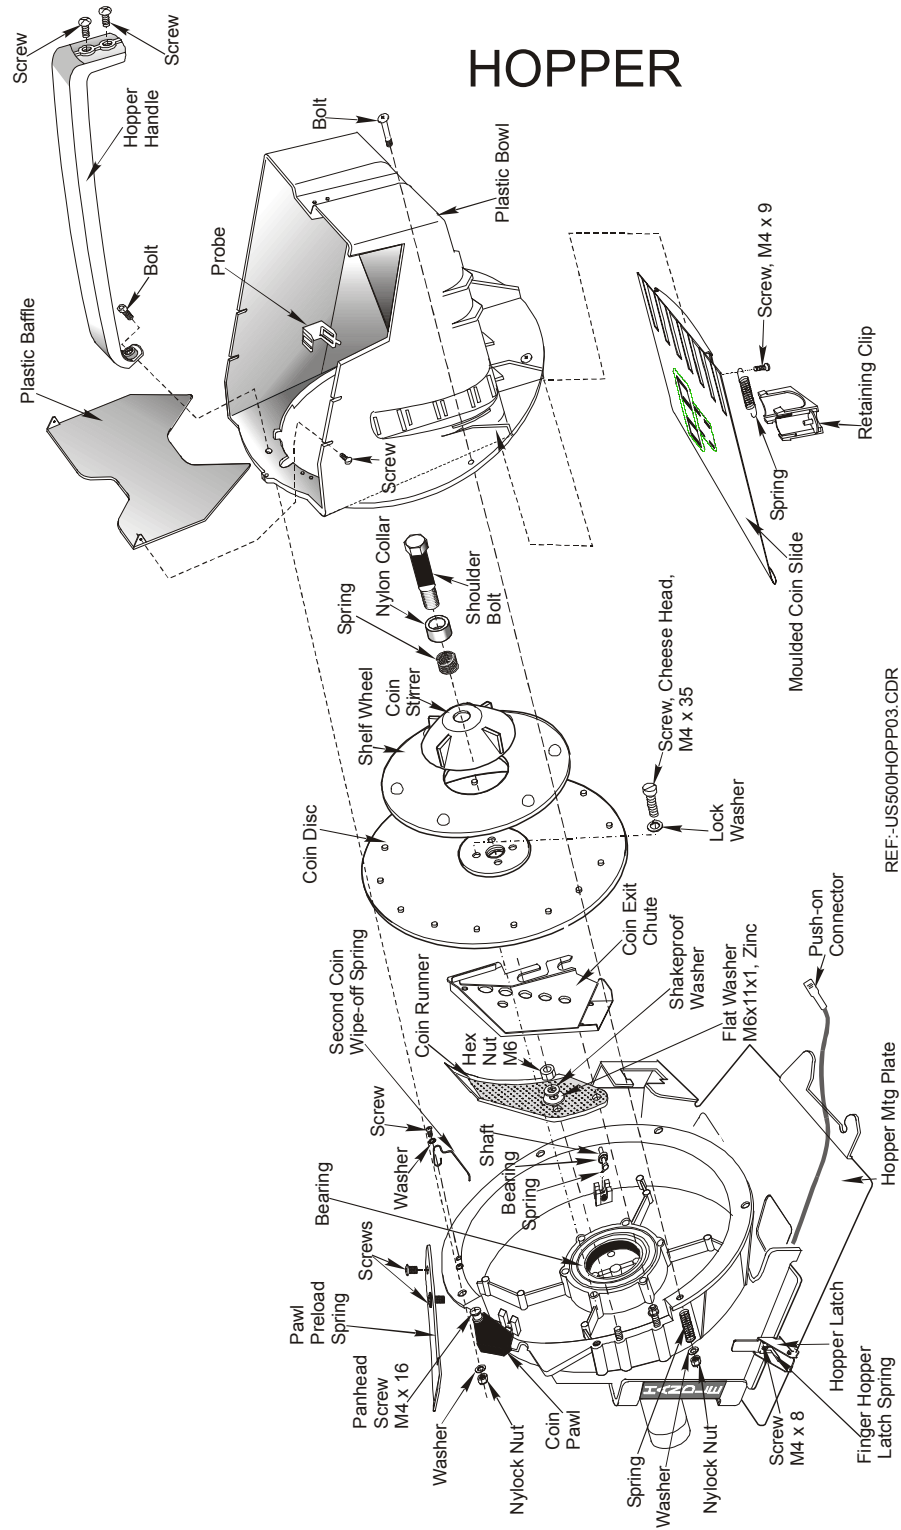 HOPPER
Screw
Screw
Hopper
Handle
Bolt
Bolt
Plastic Bowl
Probe
Plastic Baffle
Screw
Screw, M4 x 9
Retaining Clip
Spring
Moulded Coin Slide
Nylon Collar
Shoulder
Bolt
Spring
Coin
Stirrer
Shelf Wheel
Screw, Cheese Head,
M4 x 35
Lock
Washer
Coin Disc
Coin Exit
Chute
Shakeproof
Washer
Flat Washer
M6x11x1, Zinc
Push-on
Connector
Second Coin
Wipe-off Spring
Coin Runner
Hex
Nut
M6
Screw
Washer
Shaft
Bearing
Spring
Bearing
Hopper Mtg Plate
Screws
Pawl
Preload
Spring
Panhead
Screw
M4 x 16
Washer
Nylock Nut
Coin
Pawl
Spring
Washer
Nylock Nut
HANDLE
Screw
M4 x 8
Hopper Latch
Finger Hopper
Latch Spring
REF:-US500HOPP03.CDR